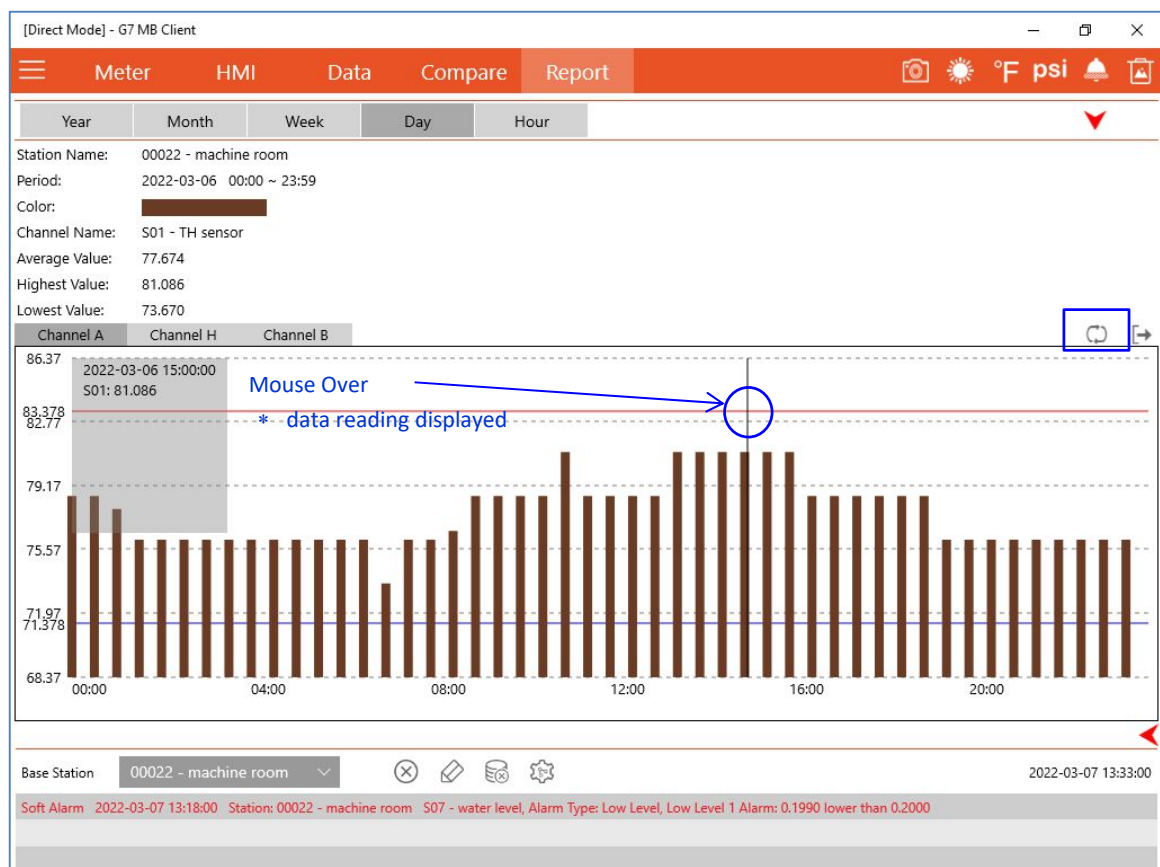 [Direct Mode] - G7 MB Client
Meter HMI Data Compare Report °F psi
Year Month Week Day Hour
Station Name: 00022 - machine room
Period: 2022-03-06 00:00 ~ 23:59
Color:
Channel Name: S01 - TH sensor
Average Value: 77.674
Highest Value: 81.086
Lowest Value: 73.670
Channel A Channel H Channel B
86.37
2022-03-06 15:00:00
S01: 81.086
Mouse Over
* data reading displayed
83.378
82.77
79.17
75.57
71.97
71.378
68.37
00:00 04:00 08:00 12:00 16:00 20:00
Base Station 00022 - machine room 2022-03-07 13:33:00
Soft Alarm 2022-03-07 13:18:00 Station: 00022 - machine room S07 - water level, Alarm Type: Low Level, Low Level 1 Alarm: 0.1990 lower than 0.2000